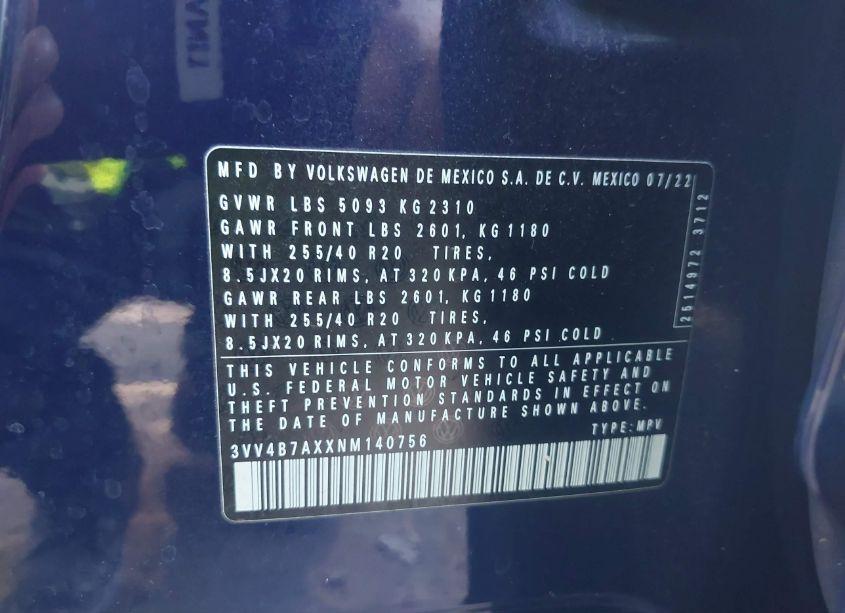 MFD BY VOLKSWAGEN DE MEXICO S.A. DE C.V. MEXICO 07/22
GVWR LBS 5093 KG 2310
GAWR FRONT LBS 2601, KG 1180
WITH 255/40 R20 TIRES,
8.5JX20 RIMS, AT 320 KPA, 46 PSI COLD
GAWR REAR LBS 2601, KG 1180
WITH 255/40 R20 TIRES,
8.5JX20 RIMS, AT 320 KPA, 46 PSI COLD
2514972 3712
THIS VEHICLE CONFORMS TO ALL APPLICABLE
U.S. FEDERAL MOTOR VEHICLE SAFETY AND
THEFT PREVENTION STANDARDS IN EFFECT ON
THE DATE OF MANUFACTURE SHOWN ABOVE.
TYPE: MPV
3VV4B7AXXNM140756